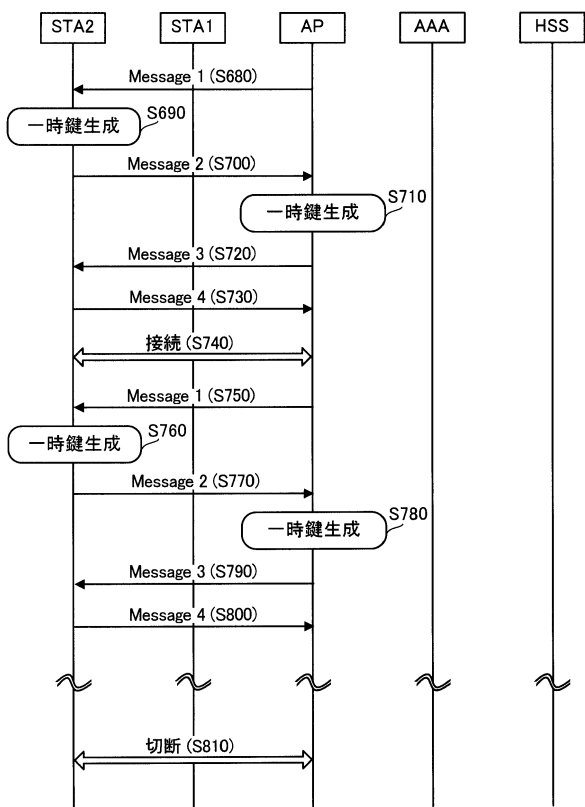 STA2
STA1
AP
AAA
HSS
Message 1 (S680)
一時鍵生成
S690
Message 2 (S700)
一時鍵生成
S710
Message 3 (S720)
Message 4 (S730)
接続 (S740)
Message 1 (S750)
一時鍵生成
S760
Message 2 (S770)
一時鍵生成
S780
Message 3 (S790)
Message 4 (S800)
切断 (S810)